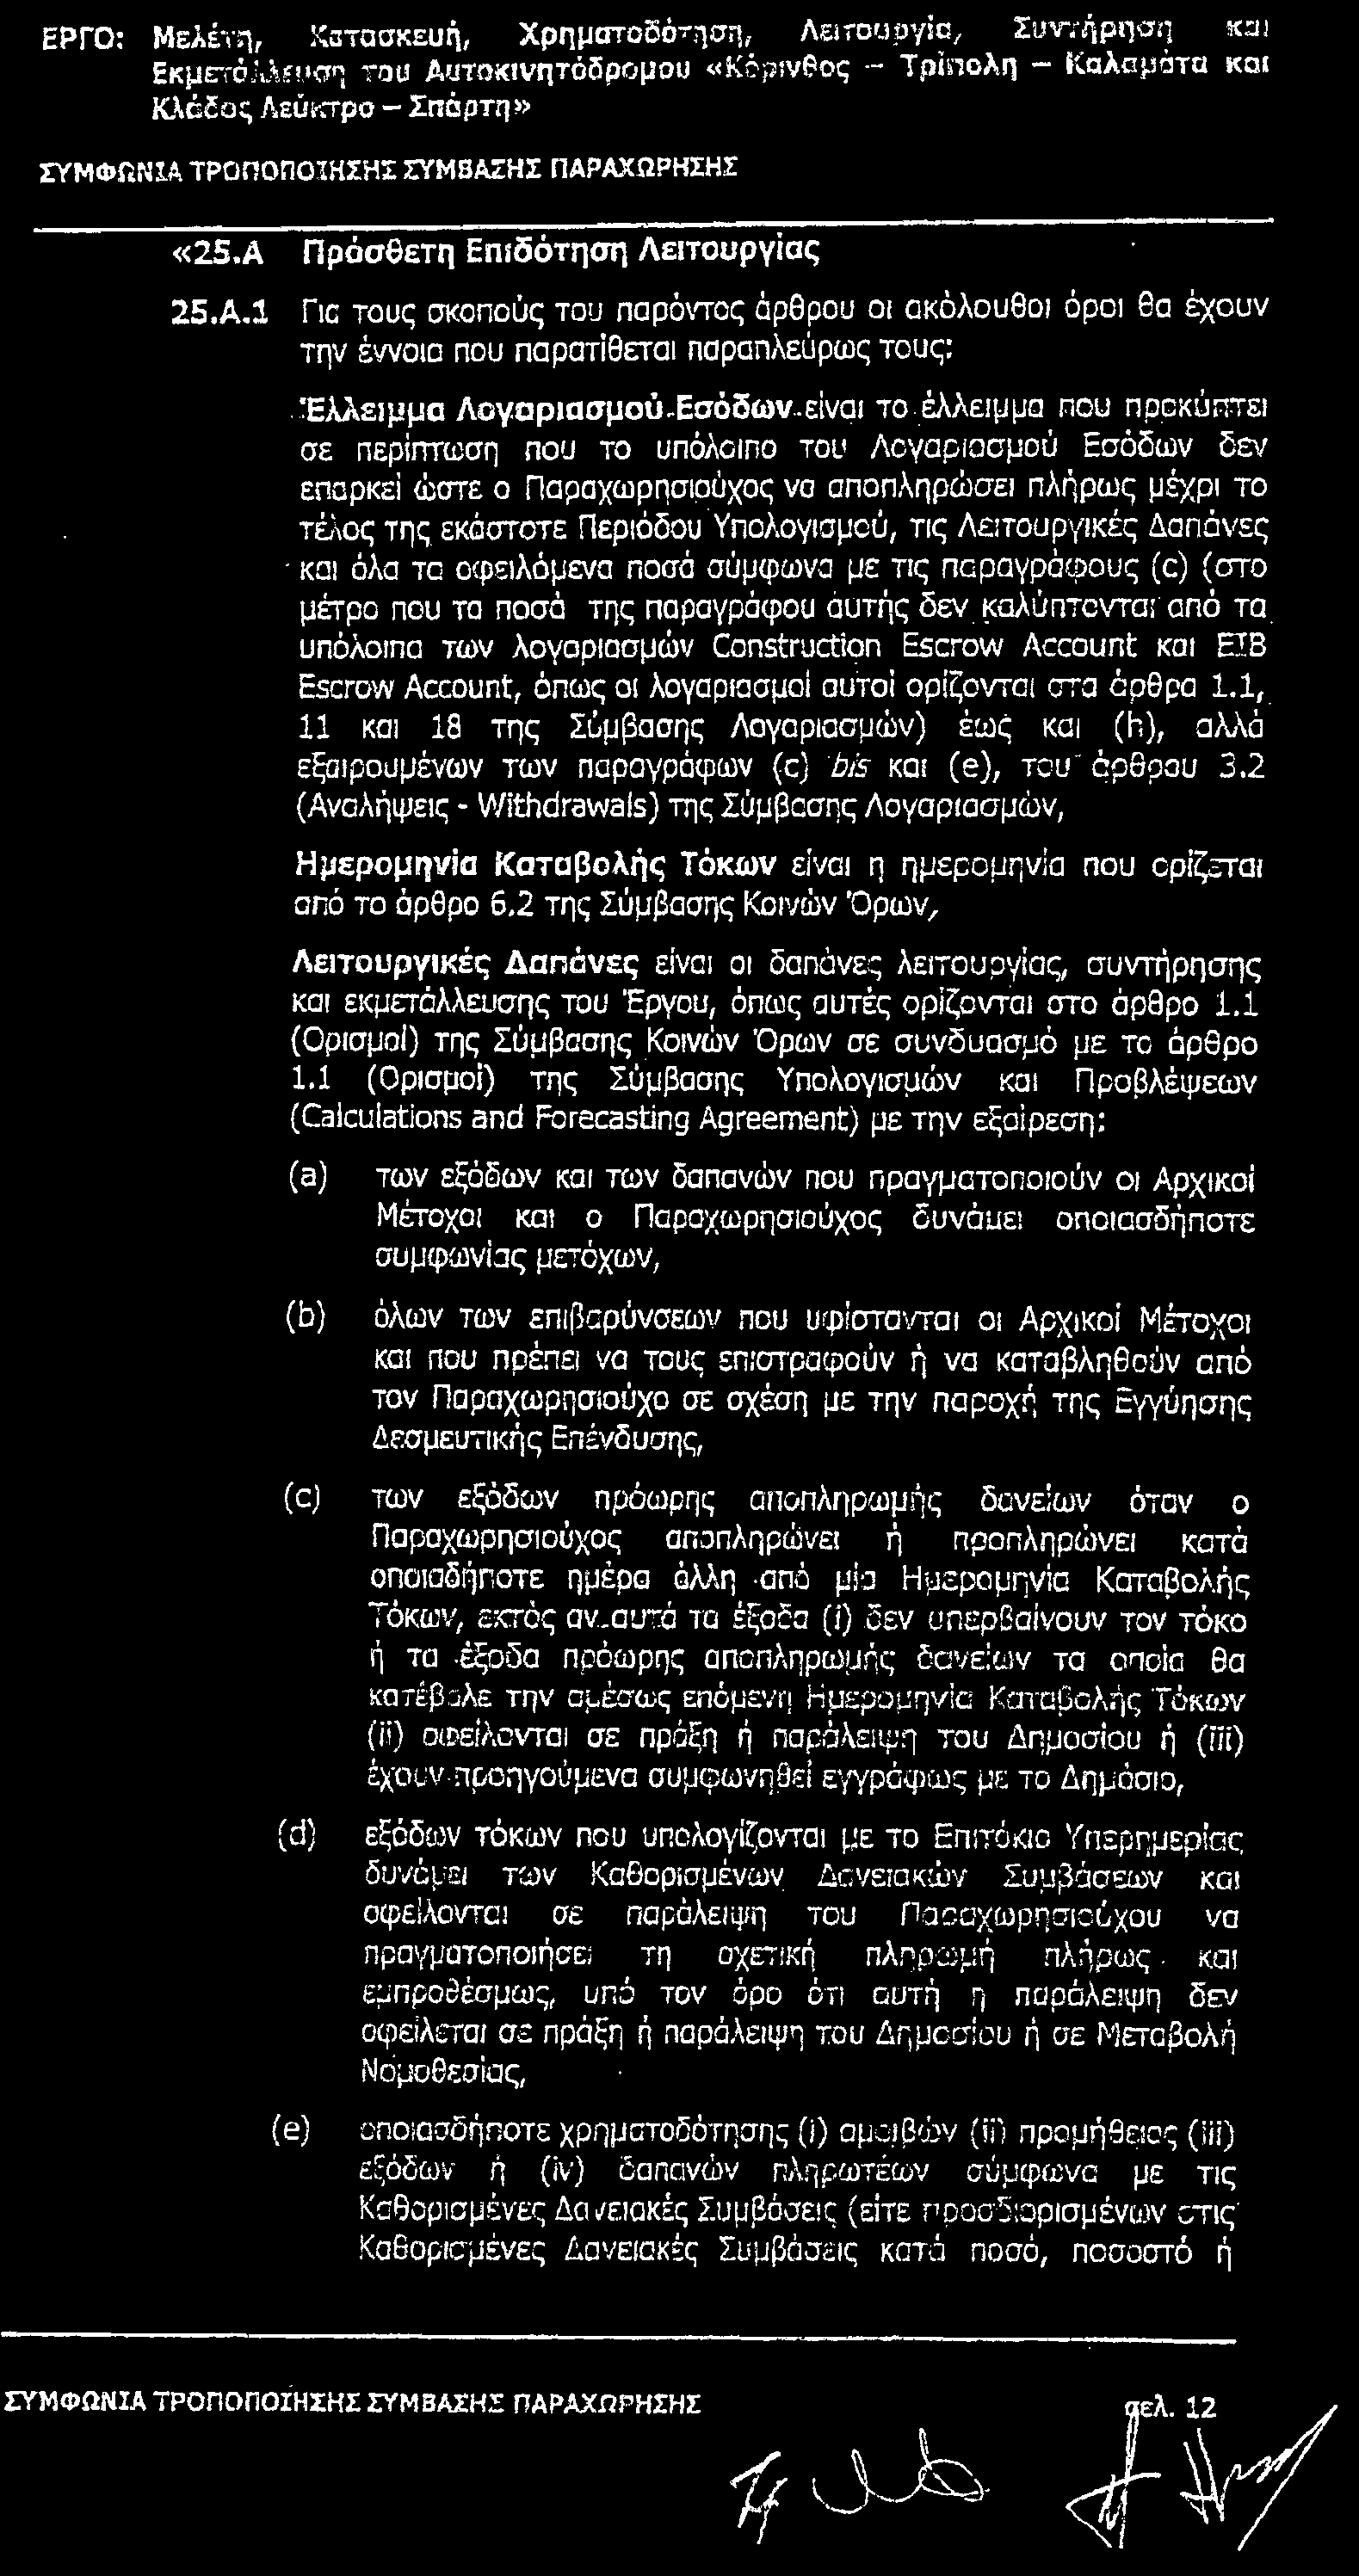 ΕΡΓΟ: Μελέτη, Κατασκευή, Χρηματοδότηση, Λειτουργία, Συντήρηση και
Εκμετάλλευση του Αυτοκινητόδρομου «Κόρινθος – Τρίπολη – Καλαμάτα και
Κλάδος Λεύκτρο – Σπάρτη»
ΣΥΜΦΩΝΙΑ ΤΡΟΠΟΠΟΙΗΣΗΣ ΣΥΜΒΑΣΗΣ ΠΑΡΑΧΩΡΗΣΗΣ
«25.Α Πρόσθετη Επιδότηση Λειτουργίας
25.Α.1 Για τους σκοπούς του παρόντος άρθρου οι ακόλουθοι όροι θα έχουν
την έννοια που παρατίθεται παραπλεύρως τους:
Έλλειμμα Λογαριασμού Εσόδων είναι το έλλειμμα που προκύπτει
σε περίπτωση που το υπόλοιπο του Λογαριασμού Εσόδων δεν
επαρκεί ώστε ο Παραχωρησιούχος να αποπληρώσει πλήρως μέχρι το
τέλος της εκάστοτε Περιόδου Υπολογισμού, τις Λειτουργικές Δαπάνες
και όλα τα οφειλόμενα ποσά σύμφωνα με τις παραγράφους (c) (στο
μέτρο που τα ποσά της παραγράφου αυτής δεν καλύπτονται από τα
υπόλοιπα των λογαριασμών Construction Escrow Account και EIB
Escrow Account, όπως οι λογαριασμοί αυτοί ορίζονται στα άρθρα 1.1,
11 και 18 της Σύμβασης Λογαριασμών) έως και (h), αλλά
εξαιρουμένων των παραγράφων (c) bis και (e), του άρθρου 3.2
(Αναλήψεις - Withdrawals) της Σύμβασης Λογαριασμών,
Ημερομηνία Καταβολής Τόκων είναι η ημερομηνία που ορίζεται
από το άρθρο 6.2 της Σύμβασης Κοινών Όρων,
Λειτουργικές Δαπάνες είναι οι δαπάνες λειτουργίας, συντήρησης
και εκμετάλλευσης του Έργου, όπως αυτές ορίζονται στο άρθρο 1.1
(Ορισμοί) της Σύμβασης Κοινών Όρων σε συνδυασμό με το άρθρο
1.1 (Ορισμοί) της Σύμβασης Υπολογισμών και Προβλέψεων
(Calculations and Forecasting Agreement) με την εξαίρεση:
(a) των εξόδων και των δαπανών που πραγματοποιούν οι Αρχικοί
Μέτοχοι και ο Παραχωρησιούχος δυνάμει οποιασδήποτε
συμφωνίας μετόχων,
(b) όλων των επιβαρύνσεων που υφίστανται οι Αρχικοί Μέτοχοι
και που πρέπει να τους επιστραφούν ή να καταβληθούν από
τον Παραχωρησιούχο σε σχέση με την παροχή της Εγγύησης
Δεσμευτικής Επένδυσης,
(c) των εξόδων πρόωρης αποπληρωμής δανείων όταν ο
Παραχωρησιούχος αποπληρώνει ή προπληρώνει κατά
οποιαδήποτε ημέρα άλλη από μία Ημερομηνία Καταβολής
Τόκων, εκτός αν αυτά τα έξοδα (i) δεν υπερβαίνουν τον τόκο
ή τα έξοδα πρόωρης αποπληρωμής δανείων τα οποία θα
κατέβαλε την αμέσως επόμενη Ημερομηνία Καταβολής Τόκων
(ii) οφείλονται σε πράξη ή παράλειψη του Δημοσίου ή (iii)
έχουν προηγούμενα συμφωνηθεί εγγράφως με το Δημόσιο,
(d) εξόδων τόκων που υπολογίζονται με το Επιτόκιο Υπερημερίας
δυνάμει των Καθορισμένων Δανειακών Συμβάσεων και
οφείλονται σε παράλειψη του Παραχωρησιούχου να
πραγματοποιήσει τη σχετική πληρωμή πλήρως και
εμπροθέσμως, υπό τον όρο ότι αυτή η παράλειψη δεν
οφείλεται σε πράξη ή παράλειψη του Δημοσίου ή σε Μεταβολή
Νομοθεσίας,
(e) οποιασδήποτε χρηματοδότησης (i) αμοιβών (ii) προμήθειας (iii)
εξόδων ή (iv) δαπανών πληρωτέων σύμφωνα με τις
Καθορισμένες Δανειακές Συμβάσεις (είτε προσδιορισμένων στις
Καθορισμένες Δανειακές Συμβάσεις κατά ποσό, ποσοστό ή
ΣΥΜΦΩΝΙΑ ΤΡΟΠΟΠΟΙΗΣΗΣ ΣΥΜΒΑΣΗΣ ΠΑΡΑΧΩΡΗΣΗΣ σελ. 12